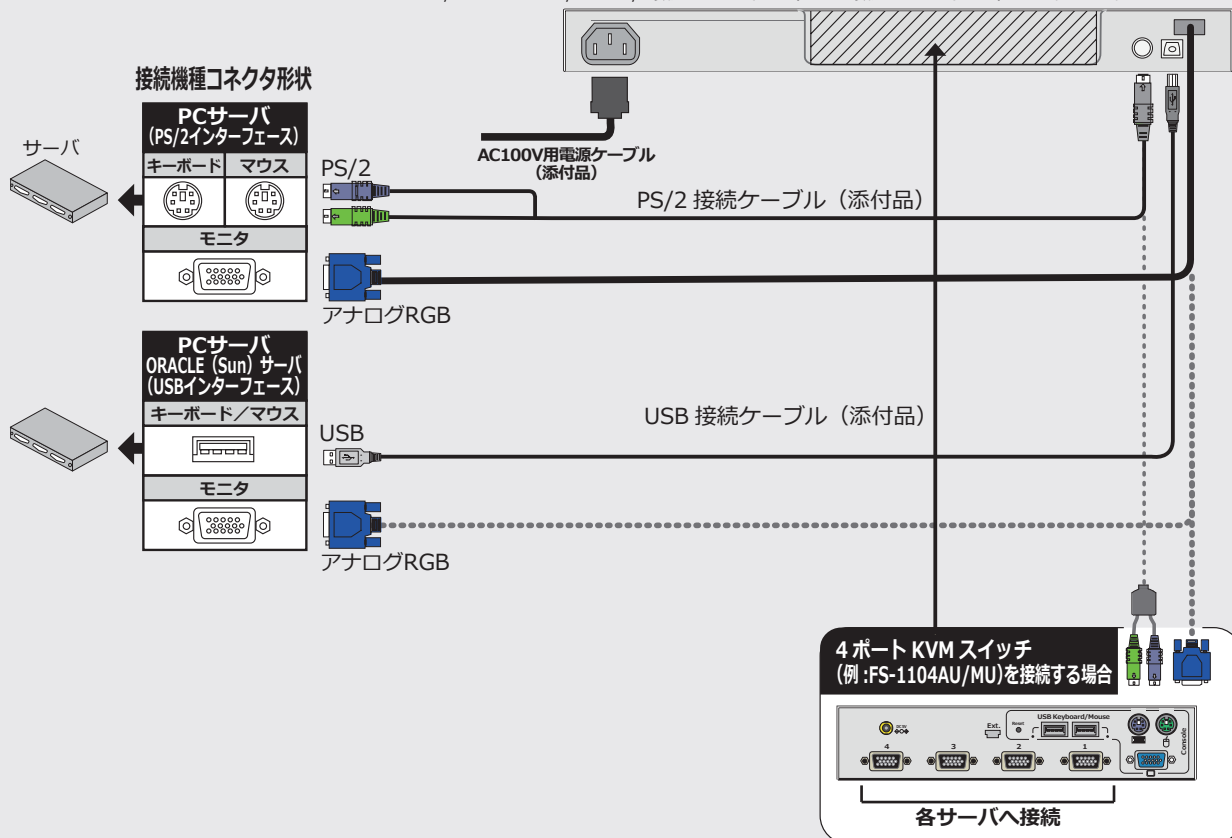 接続機種コネクタ形状
PCサーバ
(PS/2インターフェース)
キーボード
マウス
モニタ
サーバ
AC100V用電源ケーブル
(添付品)
PS/2
PS/2 接続ケーブル（添付品）
アナログRGB
PCサーバ
ORACLE（Sun）サーバ
(USBインターフェース)
キーボード／マウス
モニタ
USB
USB 接続ケーブル（添付品）
アナログRGB
4 ポート KVM スイッチ
(例 :FS-1104AU/MU)を接続する場合
Ext.
Reset
USB Keyboard/Mouse
Console
4
3
2
1
各サーバへ接続